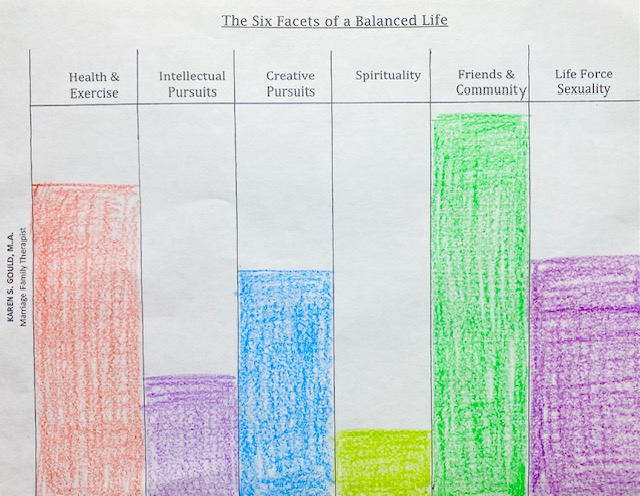 The Six Facets of a Balanced Life
Health &
Exercise
Intellectual
Pursuits
Creative
Pursuits
Spirituality
Friends &
Community
Life Force
Sexuality
KAREN S. GOULD, M.A.
Marriage Family Therapist